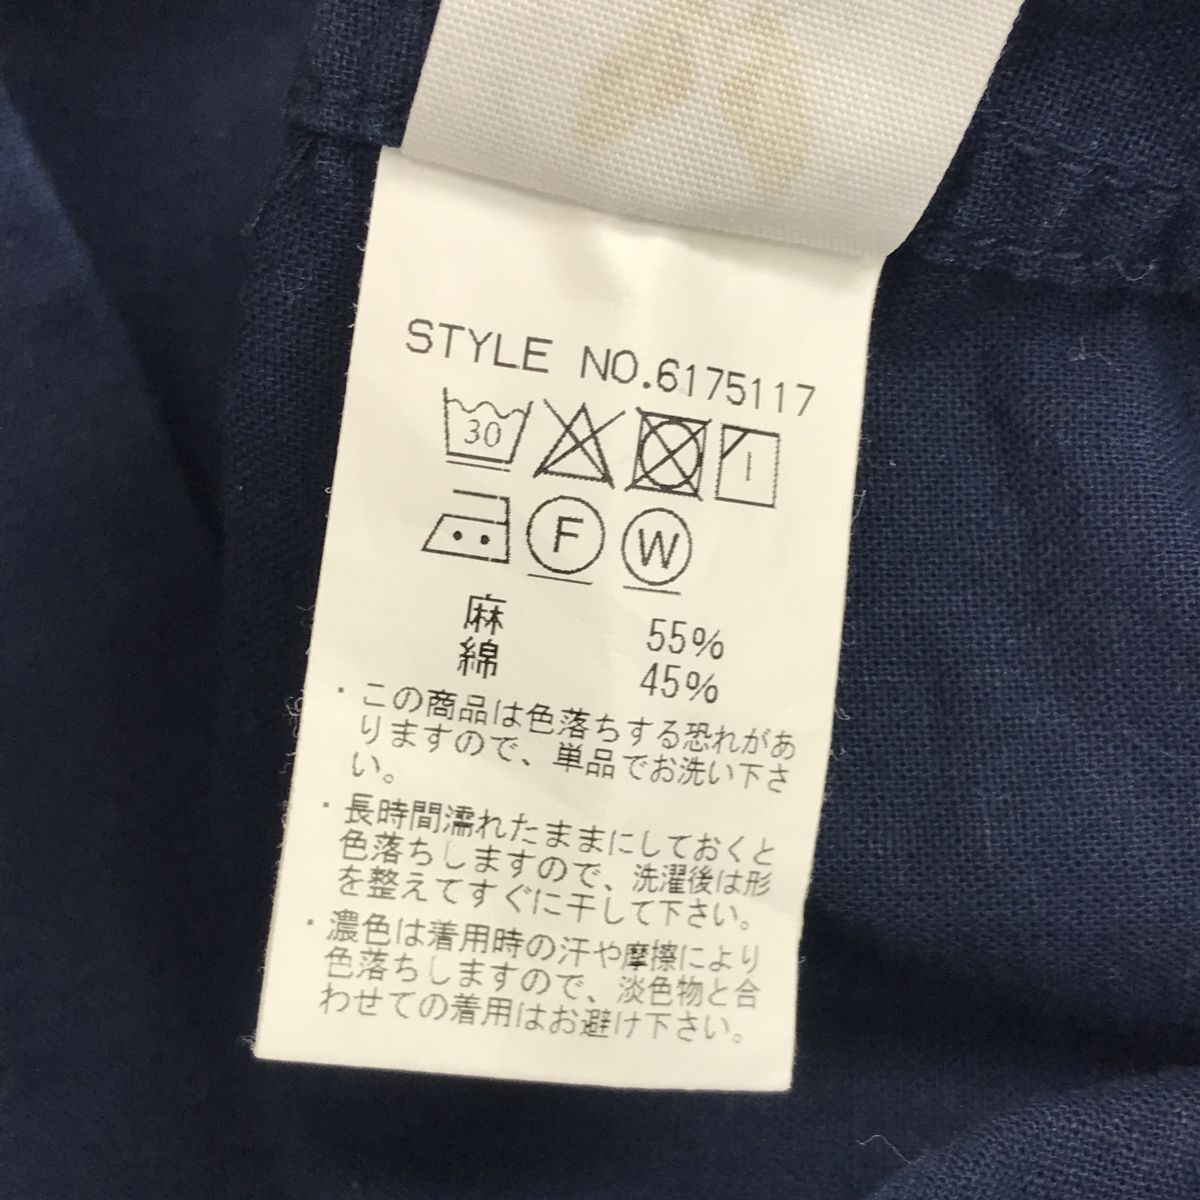 STYLE NO.6175117
30
F W
麻 55%
綿 45%
・この商品は色落ちする恐れがあ
りますので、単品でお洗い下さ
い。
・長時間濡れたままにしておくと
色落ちしますので、洗濯後は形
を整えてすぐに干して下さい。
・濃色は着用時の汗や摩擦により
色落ちしますので、淡色物と合
わせての着用はお避け下さい。